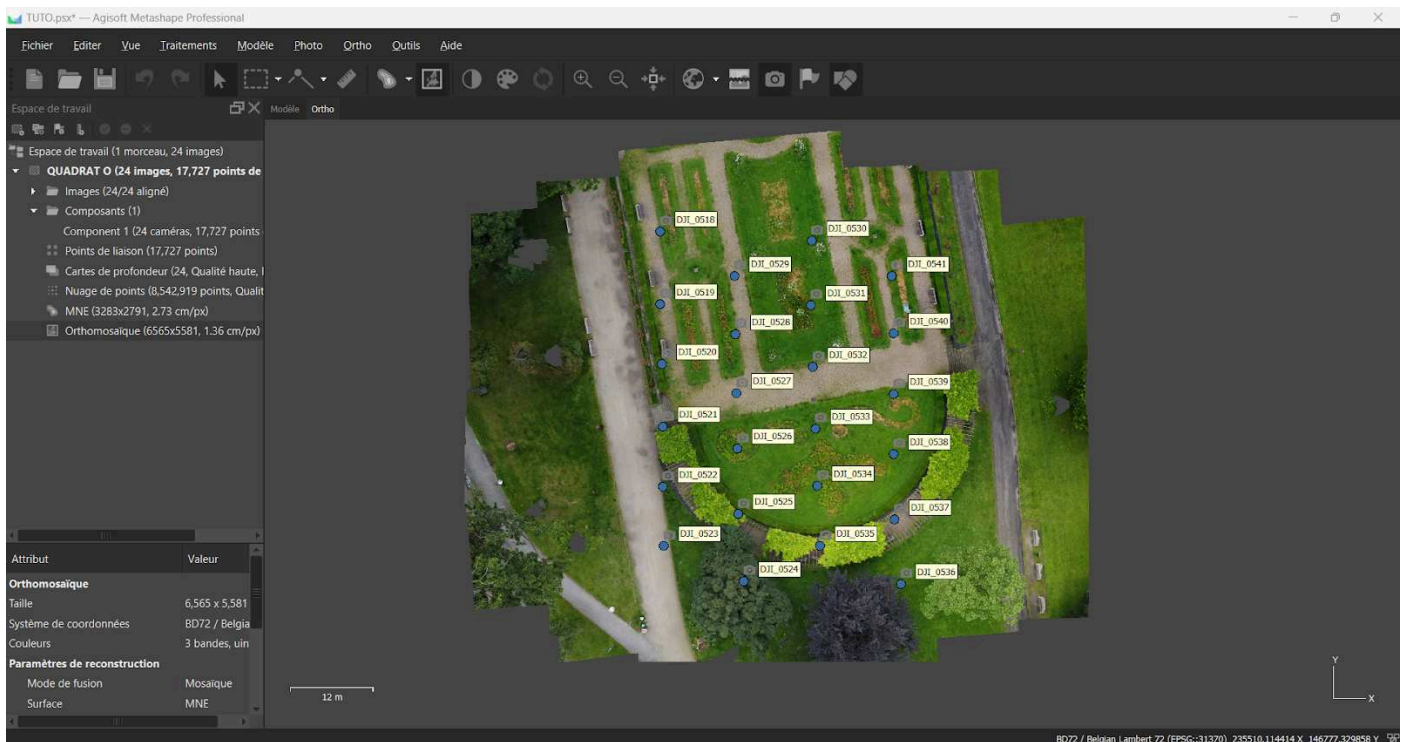 TUTO.psx* — Agisoft Metashape Professional
Fichier Editer Vue Traitements Modèle Photo Ortho Outils Aide
Espace de travail
Modèle Ortho
Espace de travail (1 morceau, 24 images)
QUADRAT O (24 images, 17,727 points de
Images (24/24 aligné)
Composants (1)
Component 1 (24 caméras, 17,727 points
Points de liaison (17,727 points)
Cartes de profondeur (24, Qualité haute,
Nuage de points (8,542,919 points, Qualit
MNE (3283x2791, 2.73 cm/px)
Orthomosaïque (6565x5581, 1.36 cm/px)
DJI_0518
DJI_0530
DJI_0529
DJI_0541
DJI_0519
DJI_0531
DJI_0528
DJI_0540
DJI_0520
DJI_0532
DJI_0527
DJI_0539
DJI_0521
DJI_0533
DJI_0526
DJI_0538
DJI_0522
DJI_0534
DJI_0525
DJI_0537
DJI_0523
DJI_0535
DJI_0524
DJI_0536
Attribut Valeur
Orthomosaïque
Taille 6,565 x 5,581
Système de coordonnées BD72 / Belgia
Couleurs 3 bandes, uin
Paramètres de reconstruction
Mode de fusion Mosaïque
Surface MNE
12 m
Y
X
BD72 / Belgian Lambert 72 (EPSG::31370) 235510.114414 X 146777.329858 Y